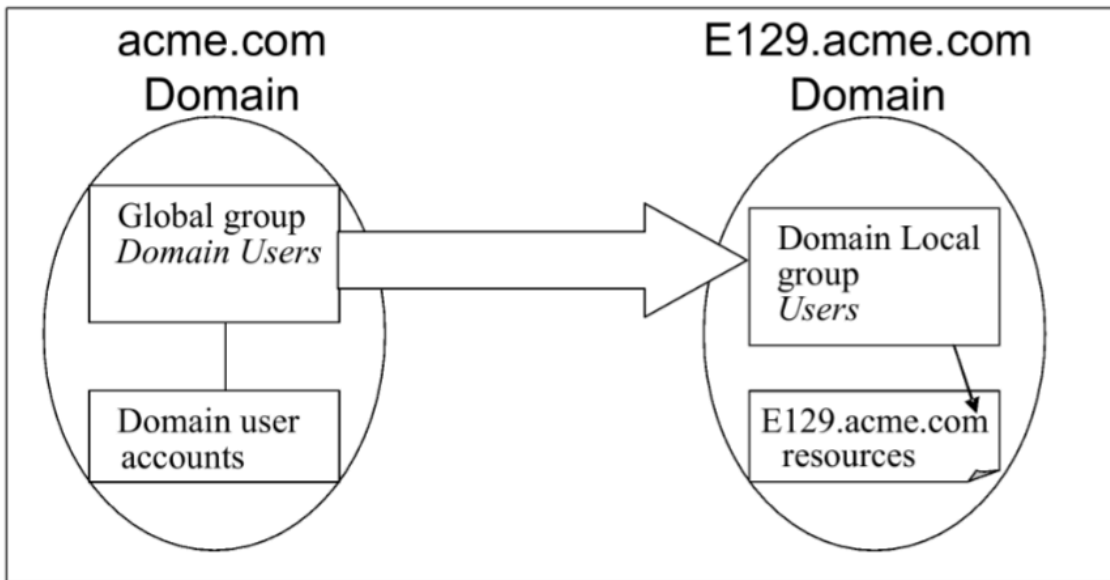 acme.com
Domain
E129.acme.com
Domain
Global group
Domain Users
Domain user
accounts
Domain Local
group
Users
E129.acme.com
resources